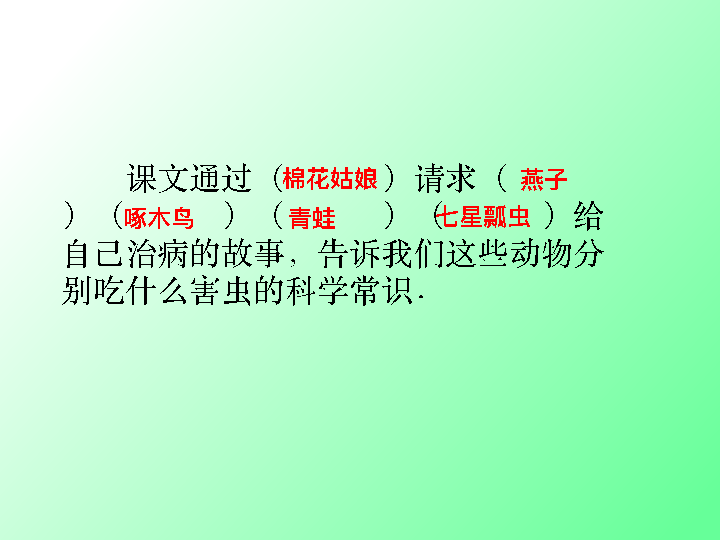 课文通过（棉花姑娘）请求（ 燕子
）（啄木鸟 ）（ 青蛙 ）（七星瓢虫 ）给
自己治病的故事，告诉我们这些动物分
别吃什么害虫的科学常识．